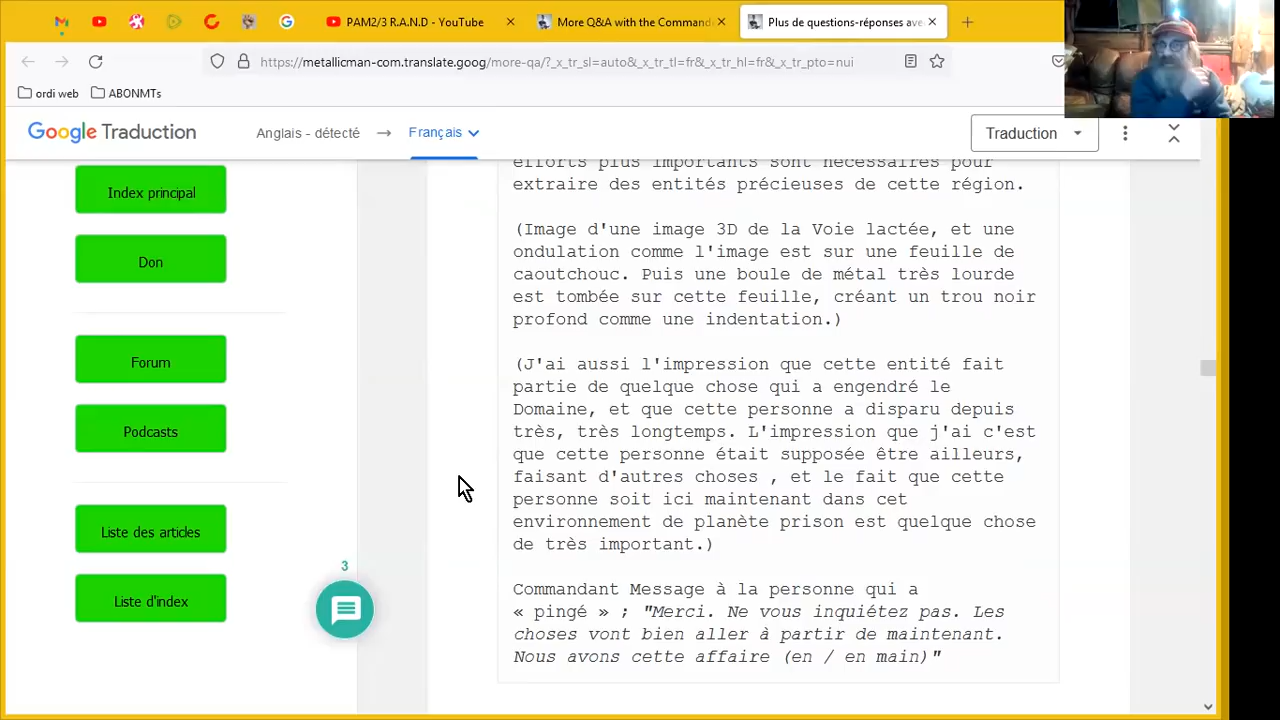 PAM2/3 R.A.N.D - YouTube
More Q&A with the Command
Plus de questions-réponses ave
https://metallicman-com.translate.goog/more-qa/?_x_tr_sl=auto&_x_tr_tl=fr&_x_tr_hl=fr&_x_tr_pto=nui
ordi web
ABONMTs
Google Traduction
Anglais - détecté
Français
Traduction
Index principal
Don
Forum
Podcasts
Liste des articles
Liste d'index
3
efforts plus importants sont nécessaires pour
extraire des entités précieuses de cette région.
(Image d'une image 3D de la Voie lactée, et une
ondulation comme l'image est sur une feuille de
caoutchouc. Puis une boule de métal très lourde
est tombée sur cette feuille, créant un trou noir
profond comme une indentation.)
(J'ai aussi l'impression que cette entité fait
partie de quelque chose qui a engendré le
Domaine, et que cette personne a disparu depuis
très, très longtemps. L'impression que j'ai c'est
que cette personne était supposée être ailleurs,
faisant d'autres choses , et le fait que cette
personne soit ici maintenant dans cet
environnement de planète prison est quelque chose
de très important.)
Commandant Message à la personne qui a
« pingé » ; "Merci. Ne vous inquiétez pas. Les
choses vont bien aller à partir de maintenant.
Nous avons cette affaire (en / en main)"